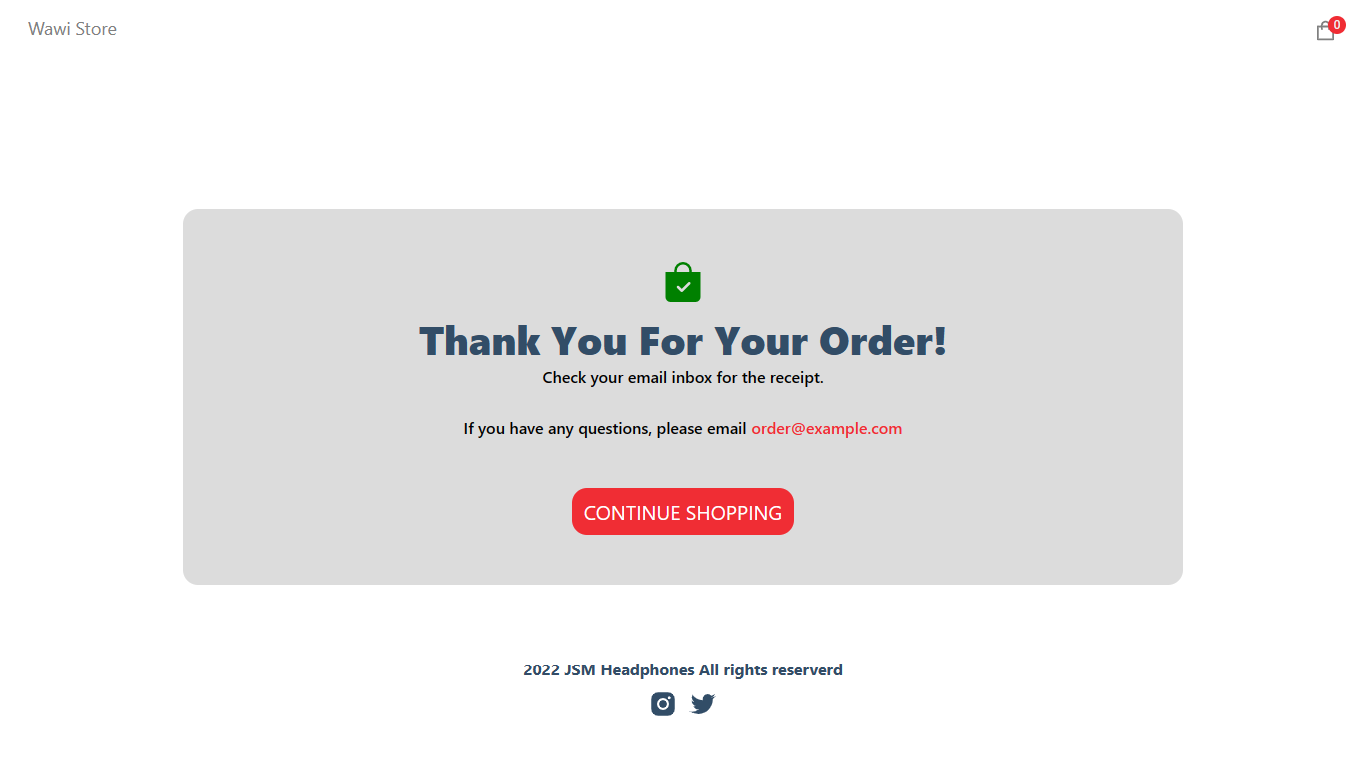 Wawi Store
0
Thank You For Your Order!
Check your email inbox for the receipt.
If you have any questions, please email order@example.com
CONTINUE SHOPPING
2022 JSM Headphones All rights reserverd